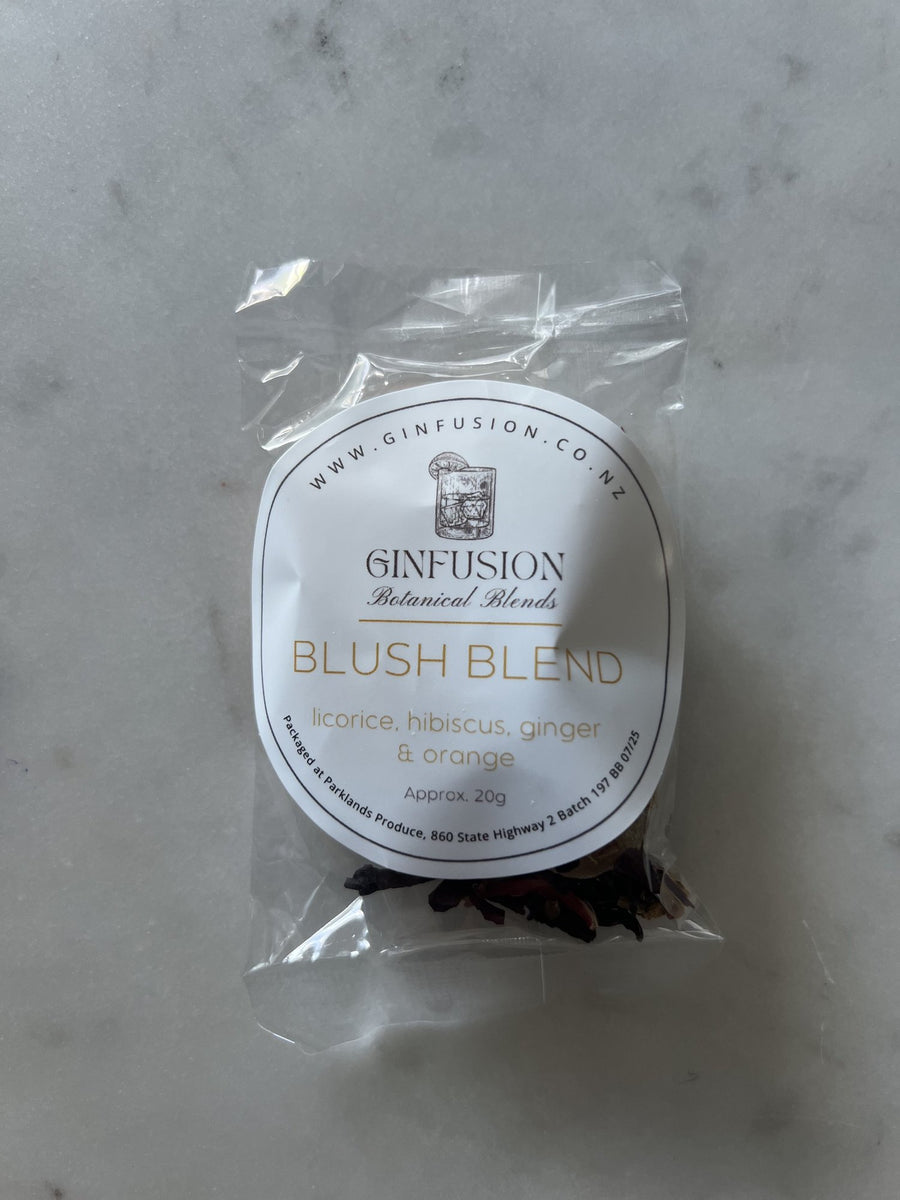 WWW.GINFUSION.CO.NZ
GINFUSION
Botanical Blends
BLUSH BLEND
licorice, hibiscus, ginger
& orange
Approx. 20g
Packaged at Parklands Produce, 860 State Highway 2 Batch 197 BB 07/25